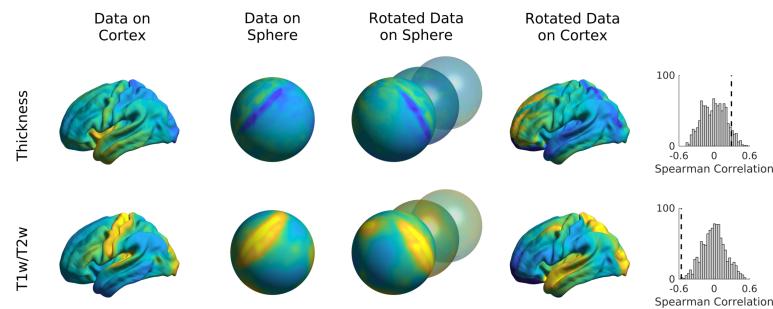 Data on
Cortex
Data on
Sphere
Rotated Data
on Sphere
Rotated Data
on Cortex
Thickness
100
0
-0.6 0 0.6
Spearman Correlation
T1w/T2w
100
0
-0.6 0 0.6
Spearman Correlation